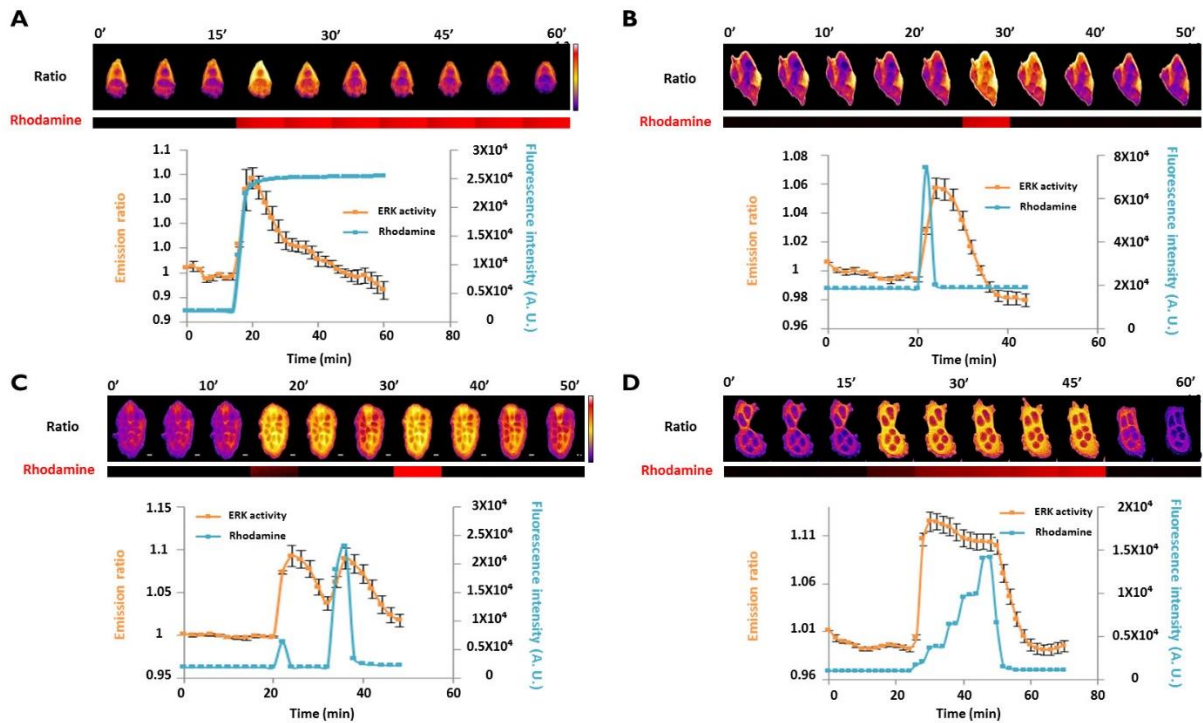 A
0’ 15’ 30’ 45’ 60’
Ratio
Rhodamine
Emission ratio
1.1
1.0
1.0
1.0
1.0
1
0.9
0.9
3X10⁴
2.5X10⁴
2X10⁴
1.5X10⁴
1X10⁴
0.5X10⁴
0
Fluorescence intensity (A. U.)
ERK activity
Rhodamine
0 20 40 60 80
Time (min)
B
0’ 10’ 20’ 30’ 40’ 50’
Ratio
Rhodamine
Emission ratio
1.08
1.06
1.04
1.02
1
0.98
0.96
8X10⁴
6X10⁴
4X10⁴
2X10⁴
0
Fluorescence intensity (A. U.)
ERK activity
Rhodamine
0 20 40 60
Time (min)
C
0’ 10’ 20’ 30’ 40’ 50’
Ratio
Rhodamine
Emission ratio
1.15
1.10
1.05
1
0.95
3X10⁴
2.5X10⁴
2X10⁴
1.5X10⁴
1X10⁴
0.5X10⁴
0
Fluorescence intensity (A. U.)
ERK activity
Rhodamine
0 20 40 60
Time (min)
D
0’ 15’ 30’ 45’ 60’
Ratio
Rhodamine
Emission ratio
1.11
1.06
1.01
0.96
2X10⁴
1.5X10⁴
1X10⁴
0.5X10⁴
0
Fluorescence intensity (A. U.)
ERK activity
Rhodamine
0 20 40 60 80
Time (min)